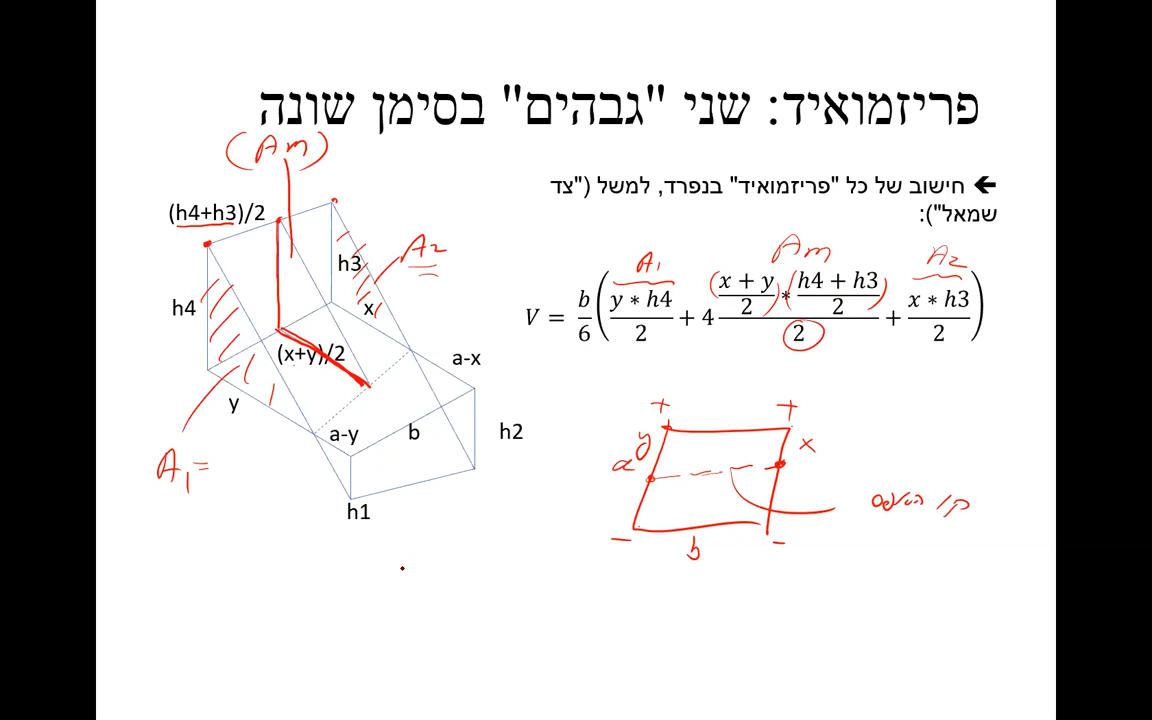 פריזמואיד: שני "גבהים" בסימן שונה
(Am)
← חישוב של כל "פריזמואיד" בנפרד, למשל ("צד
שמאל"):
(h4+h3)/2
A2
h3
h4
x
(x+y)/2
a-x
y
a-y
b
h2
A1=
h1
A1
Am
A2
V = b/6 ( y * h4 / 2 + 4 (x + y)/2 * (h4 + h3)/2 / 2 + x * h3 / 2 )
+ +
y x
a
קו האפס
- b -